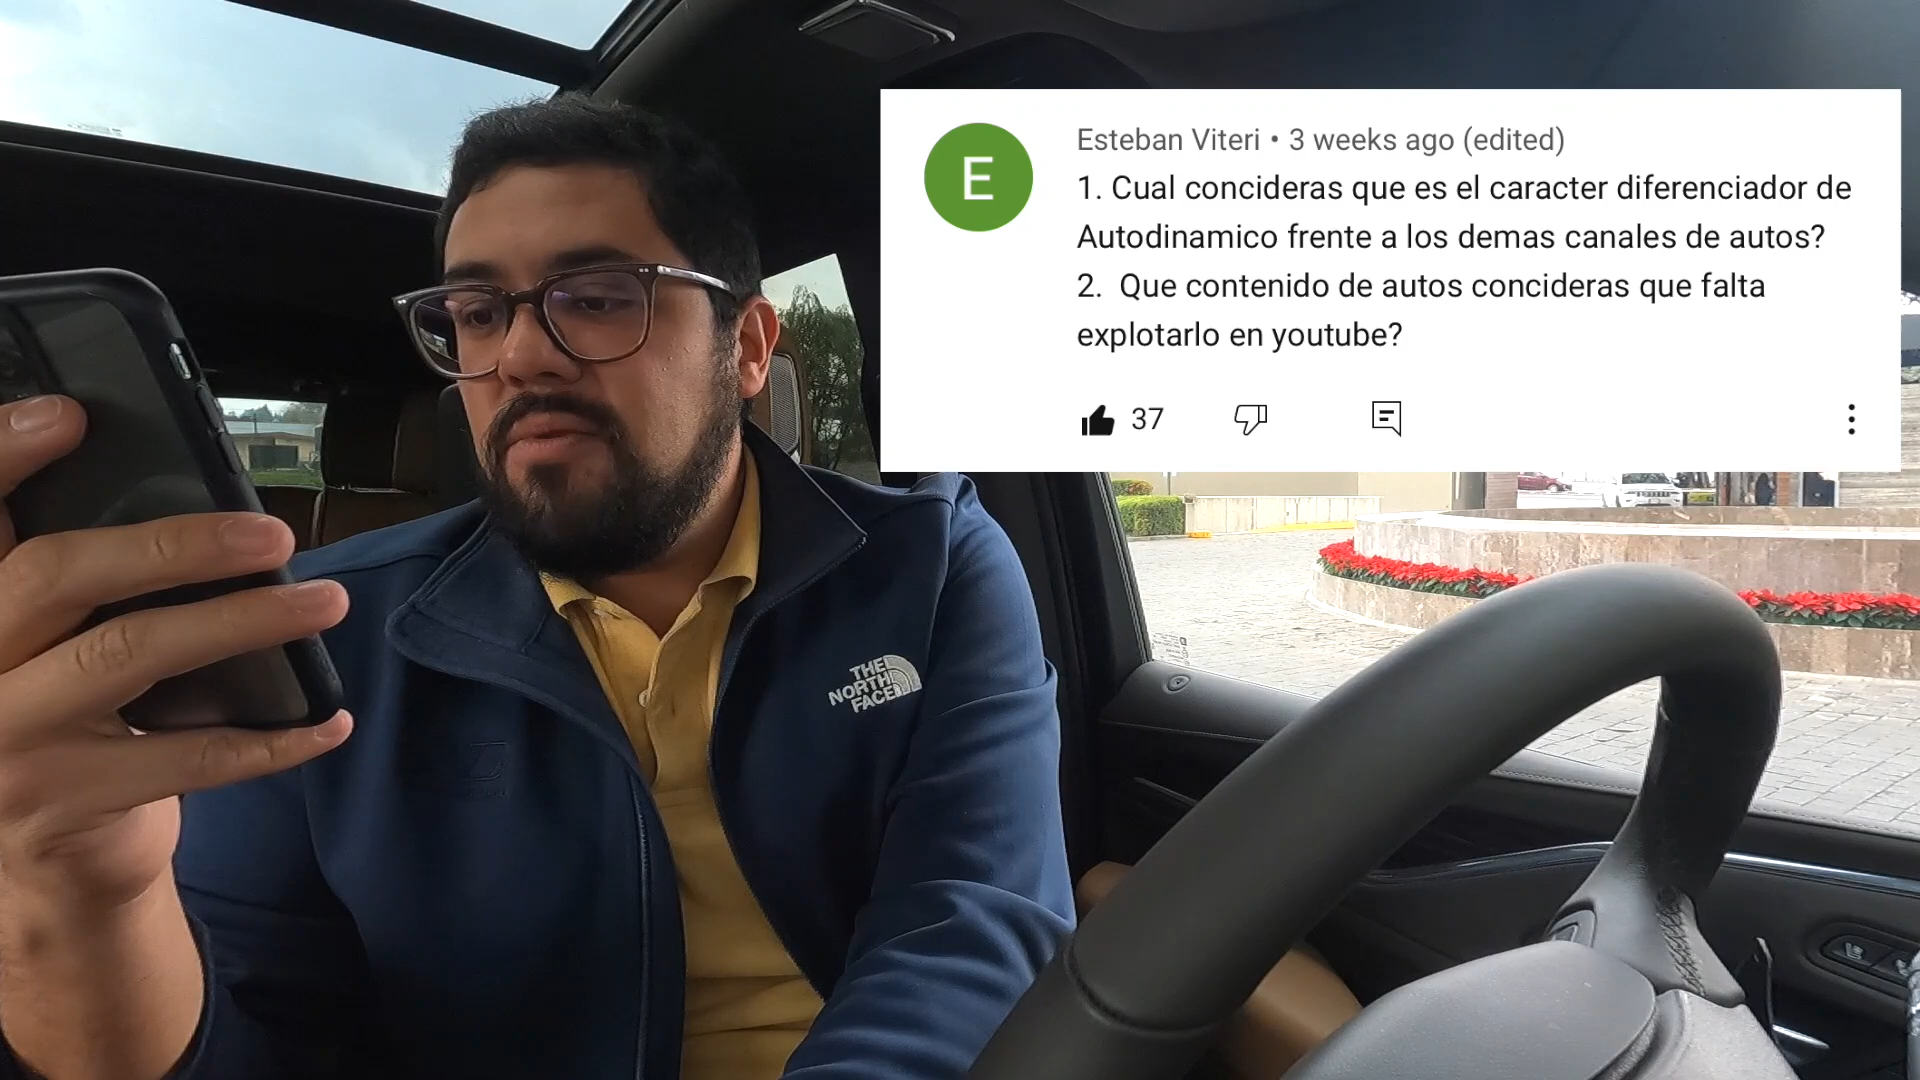 E
Esteban Viteri • 3 weeks ago (edited)
1. Cual concideras que es el caracter diferenciador de
Autodinamico frente a los demas canales de autos?
2.  Que contenido de autos concideras que falta
explotarlo en youtube?
37
THE
NORTH
FACE